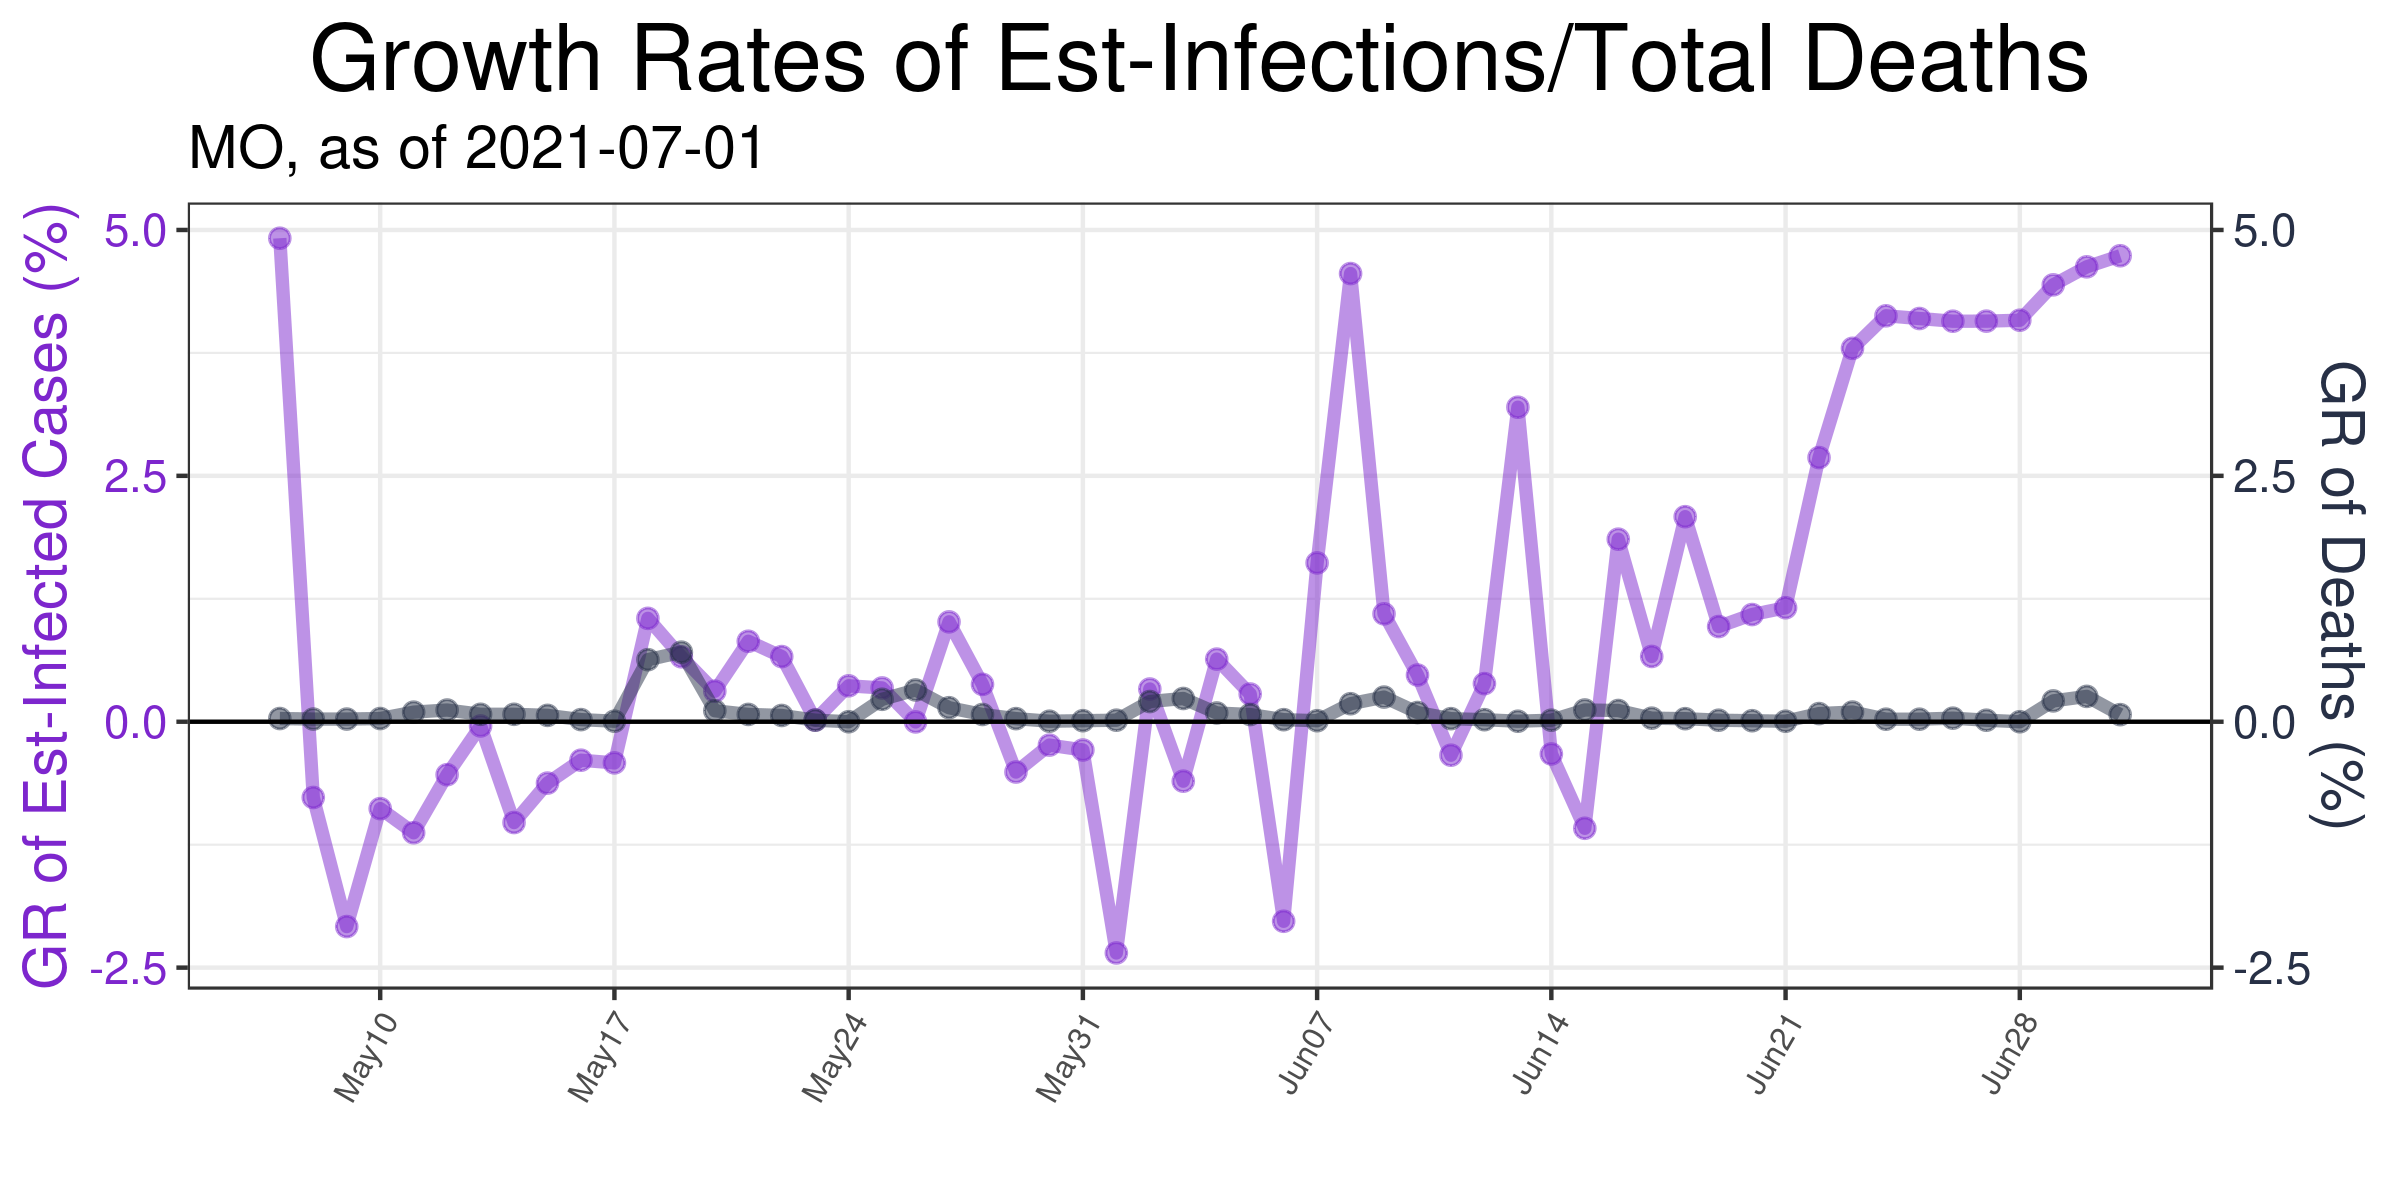 Growth Rates of Est-Infections/Total Deaths
MO, as of 2021-07-01
GR of Est-Infected Cases (%)
5.0
2.5
0.0
-2.5
5.0
2.5
0.0
-2.5
GR of Deaths (%)
May10
May17
May24
May31
Jun07
Jun14
Jun21
Jun28